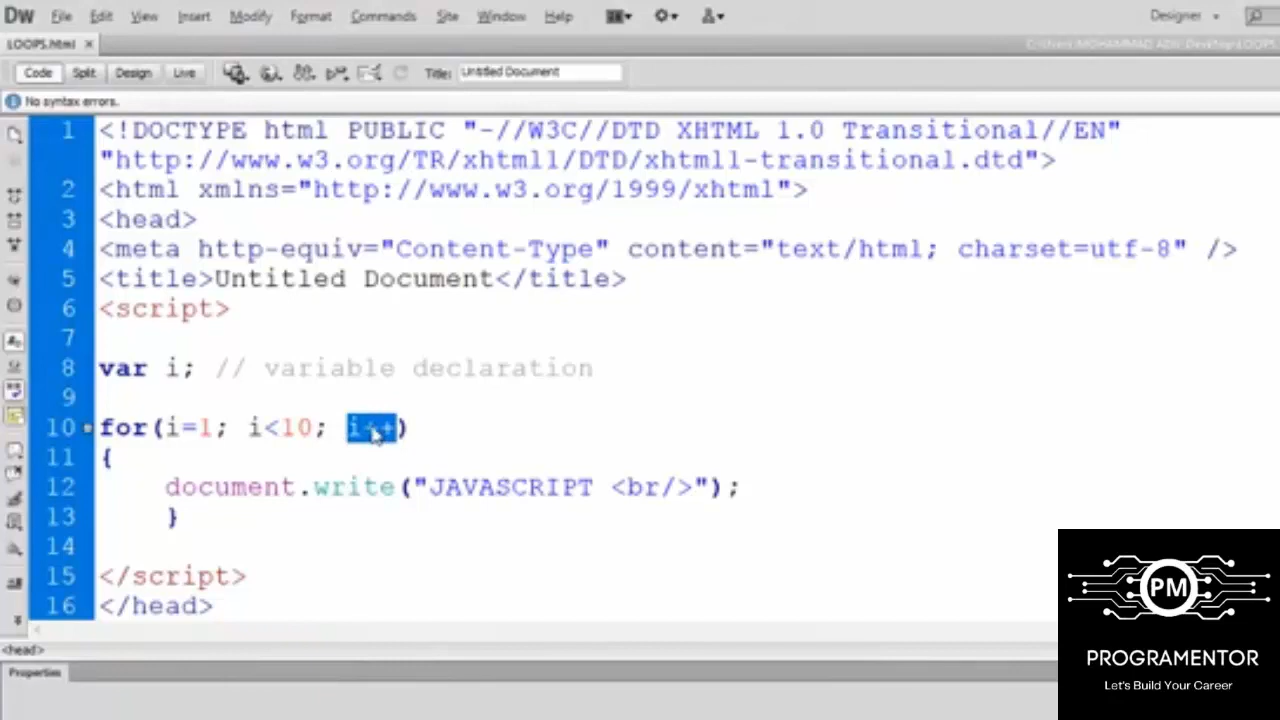 DW File Edit View Insert Modify Format Commands Site Window Help Designer
LOOPS.html ×
Code Split Design Live Title: Untitled Document
No syntax errors.
1 <!DOCTYPE html PUBLIC "-//W3C//DTD XHTML 1.0 Transitional//EN"
"http://www.w3.org/TR/xhtml1/DTD/xhtml1-transitional.dtd">
2 <html xmlns="http://www.w3.org/1999/xhtml">
3 <head>
4 <meta http-equiv="Content-Type" content="text/html; charset=utf-8" />
5 <title>Untitled Document</title>
6 <script>
7
8 var i; // variable declaration
9
10 for(i=1; i<10; i++)
11 {
12 document.write("JAVASCRIPT <br/>");
13 }
14
15 </script>
16 </head>
<head>
Properties
PM
PROGRAMENTOR
Let's Build Your Career